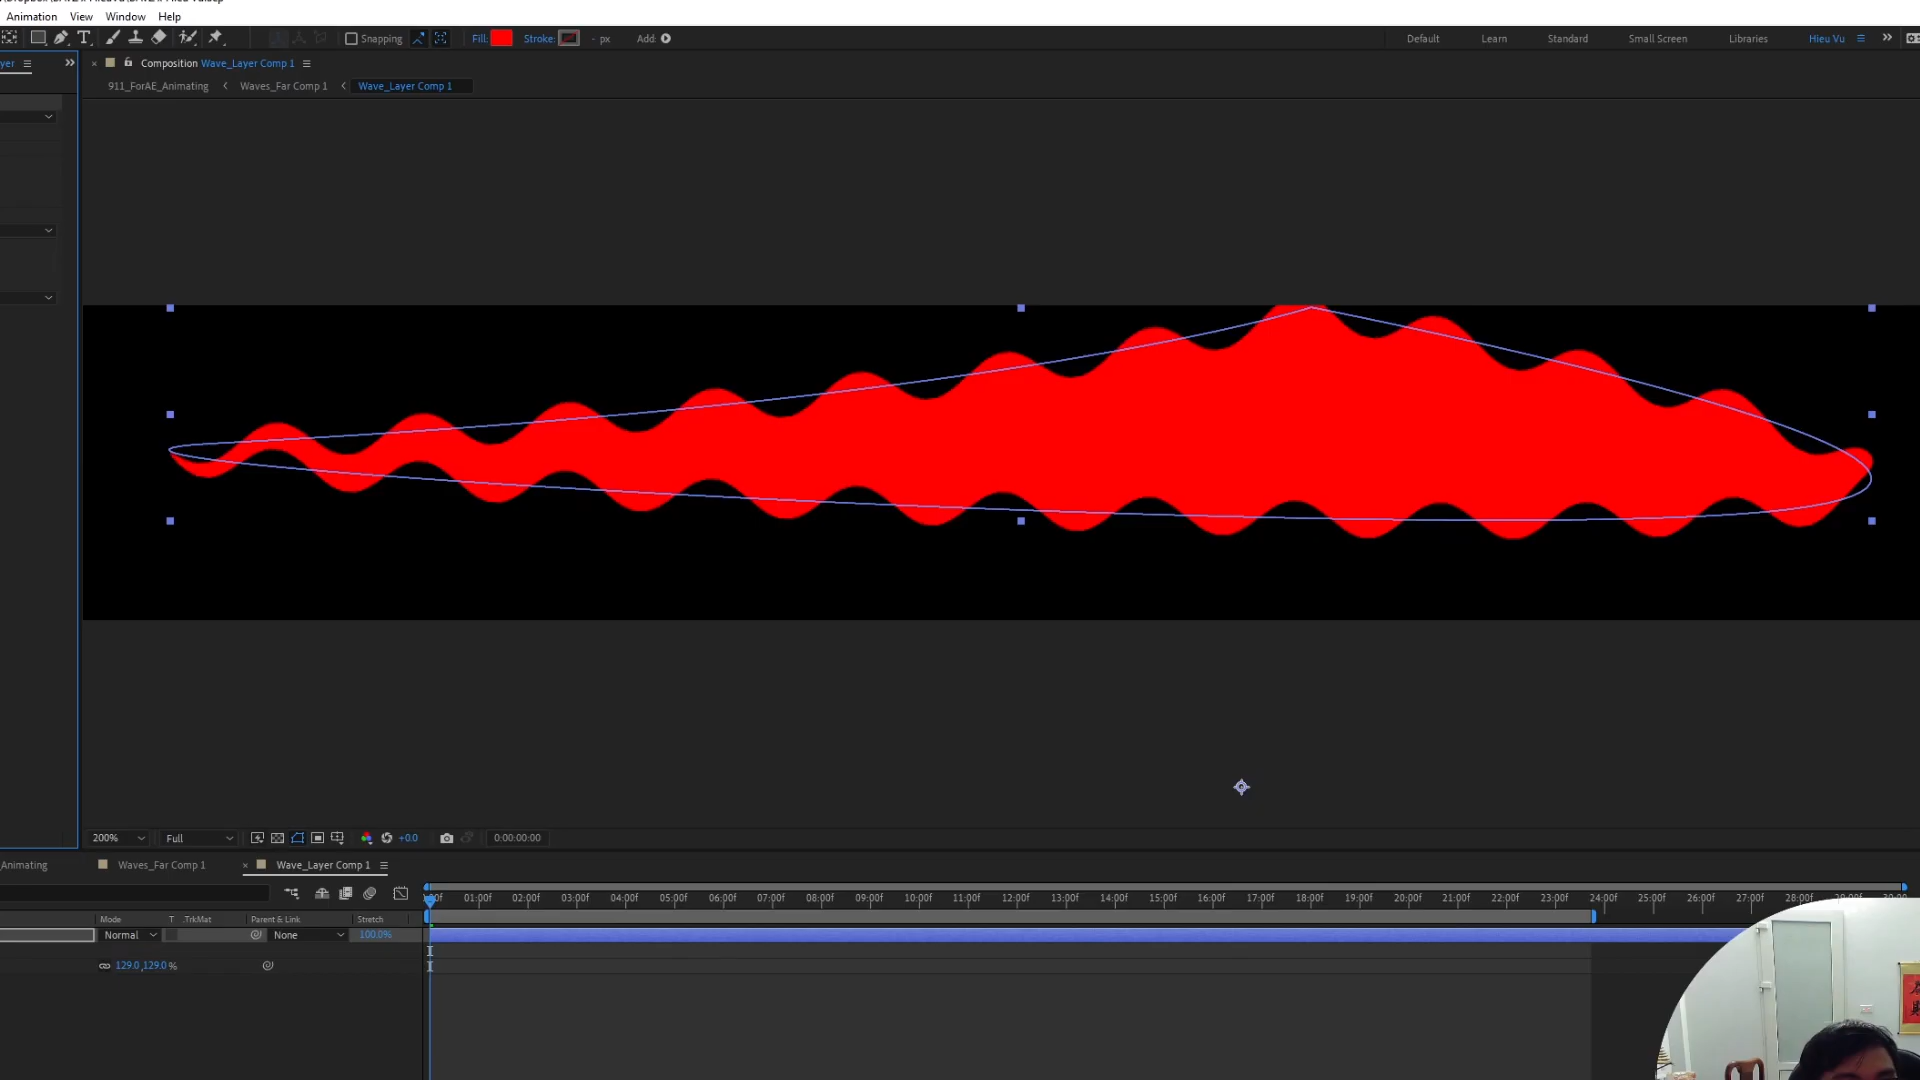 Animation View Window Help
Snapping Fill: Stroke: - px Add: Default Learn Standard Small Screen Libraries Hieu Vu
Composition Wave_Layer Comp 1
911_ForAE_Animating Waves_Far Comp 1 Wave_Layer Comp 1
200% Full +0.0 0:00:00:00
Animating Waves_Far Comp 1 × Wave_Layer Comp 1
01:00f 02:00f 03:00f 04:00f 05:00f 06:00f 07:00f 08:00f 09:00f 10:00f 11:00f 12:00f 13:00f 14:00f 15:00f 16:00f 17:00f 18:00f 19:00f 20:00f 21:00f 22:00f 23:00f 24:00f 25:00f 26:00f 27:00f 28:00f 29:00f
Mode T .TrkMat Parent & Link Stretch
Normal None 100.0%
129.0,129.0%